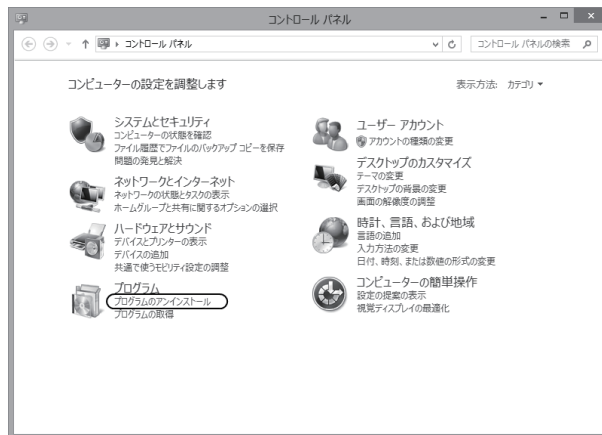 コントロール パネル
コントロール パネル
コントロール パネルの検索
コンピューターの設定を調整します
表示方法: カテゴリ
システムとセキュリティ
コンピューターの状態を確認
ファイル履歴でファイルのバックアップ コピーを保存
問題の発見と解決
ネットワークとインターネット
ネットワークの状態とタスクの表示
ホームグループと共有に関するオプションの選択
ハードウェアとサウンド
デバイスとプリンターの表示
デバイスの追加
共通で使うモビリティ設定の調整
プログラム
プログラムのアンインストール
プログラムの取得
ユーザー アカウント
アカウントの種類の変更
デスクトップのカスタマイズ
テーマの変更
デスクトップの背景の変更
画面の解像度の調整
時計、言語、および地域
言語の追加
入力方法の変更
日付、時刻、または数値の形式の変更
コンピューターの簡単操作
設定の提案の表示
視覚ディスプレイの最適化